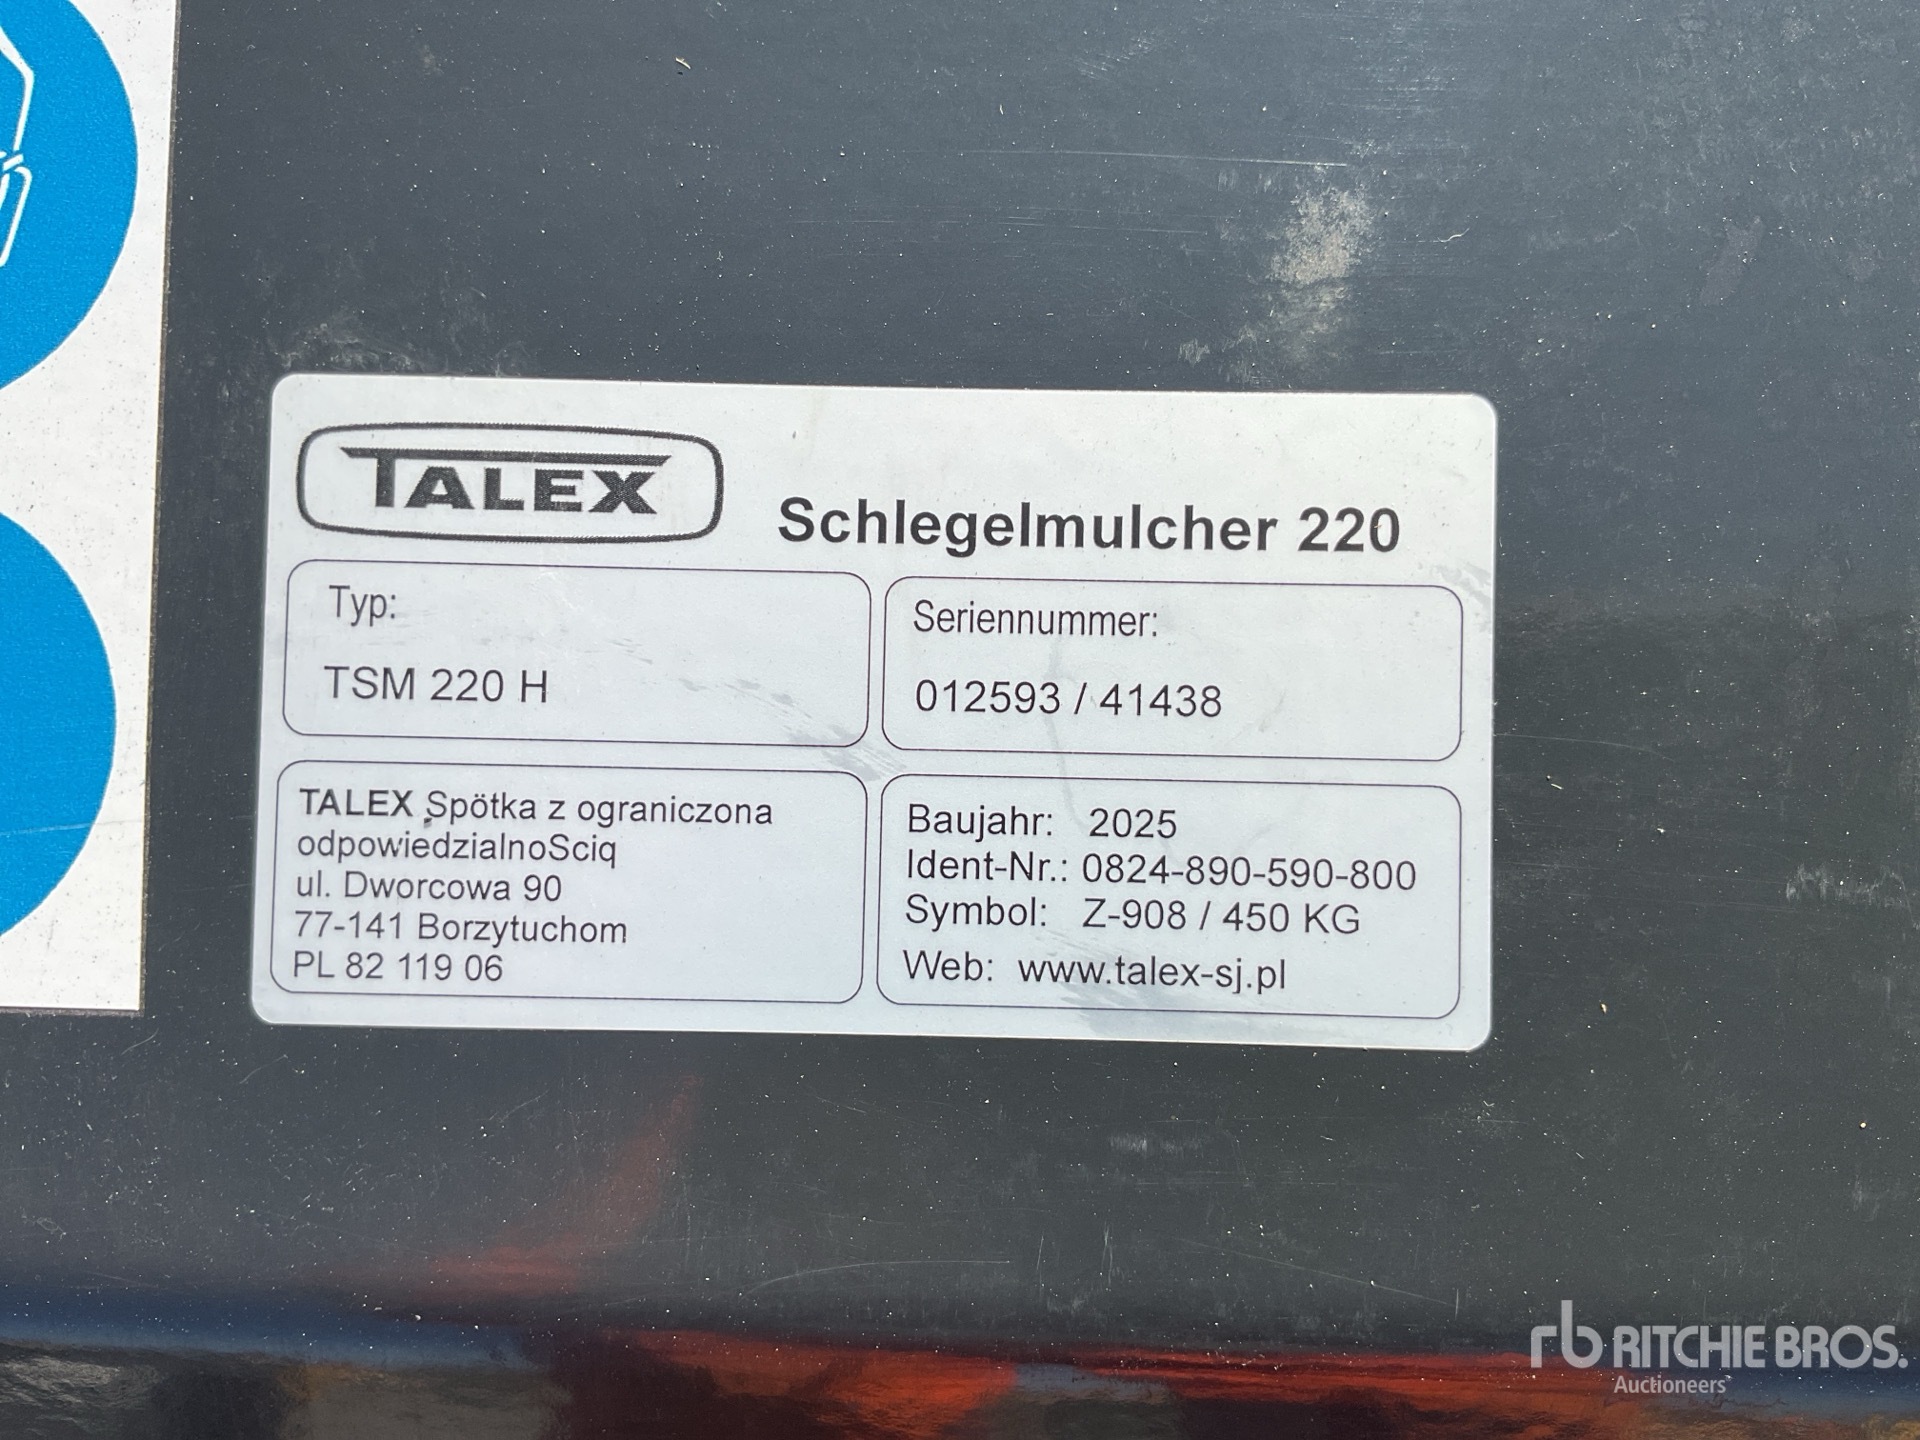 TALEX
Schlegelmulcher 220
Typ:
TSM 220 H
Seriennummer:
012593 / 41438
TALEX Spötka z ograniczona
odpowiedzialnoSciq
ul. Dworcowa 90
77-141 Borzytuchom
PL 82 119 06
Baujahr: 2025
Ident-Nr.: 0824-890-590-800
Symbol: Z-908 / 450 KG
Web: www.talex-sj.pl
rb RITCHIE BROS.
Auctioneers